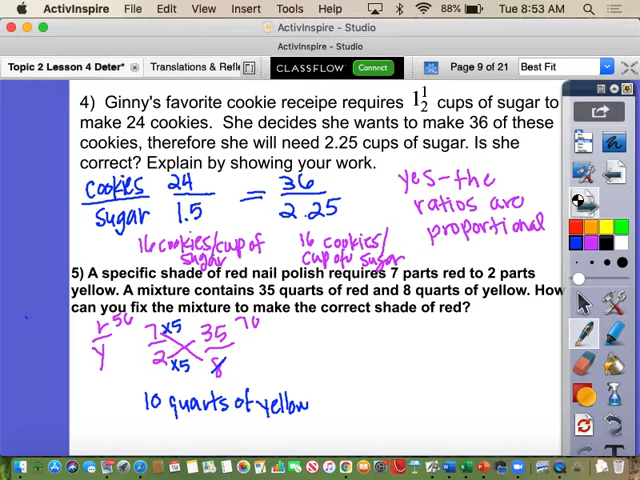 ActivInspire File Edit View Insert Tools Help 88% Tue 8:53 AM
ActivInspire - Studio
ActivInspire - Studio
Topic 2 Lesson 4 Deter* Translations & Refle CLASSFLOW Connect Page 9 of 21 Best Fit
4) Ginny's favorite cookie receipe requires 1 1/2 cups of sugar to
make 24 cookies. She decides she wants to make 36 of these
cookies, therefore she will need 2.25 cups of sugar. Is she
correct? Explain by showing your work.
cookies 24 = 36
sugar 1.5 2.25
yes - the
ratios are
proportional
16 cookies/cup of
sugar
16 cookies/
cup of sugar
5) A specific shade of red nail polish requires 7 parts red to 2 parts
yellow. A mixture contains 35 quarts of red and 8 quarts of yellow. How
can you fix the mixture to make the correct shade of red?
r 56 7 x5 35 70
y 2 x5 8
10 quarts of yellow